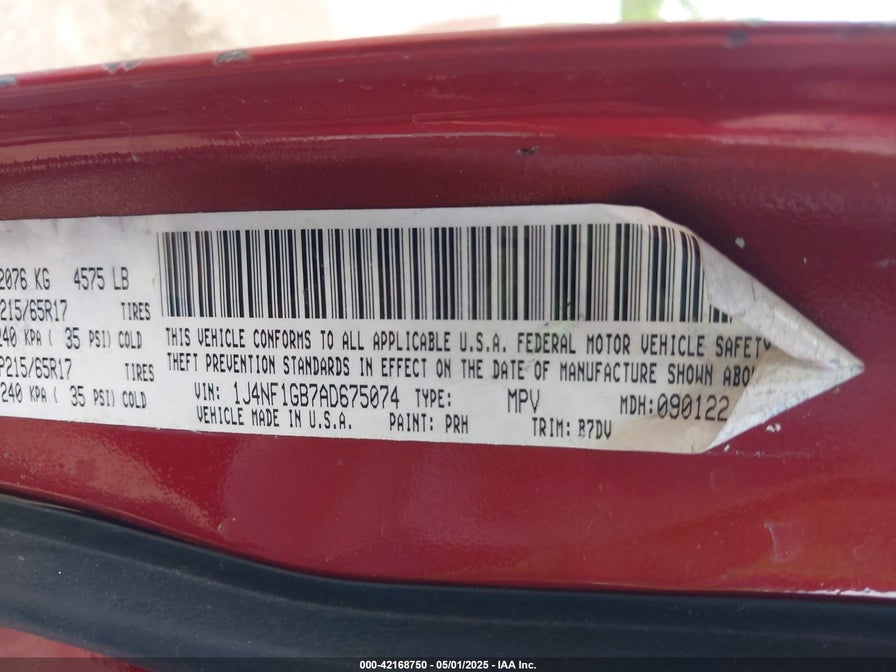 2076 KG 4575 LB
215/65R17 TIRES
240 KPA ( 35 PSI) COLD
P215/65R17 TIRES
240 KPA ( 35 PSI) COLD
THIS VEHICLE CONFORMS TO ALL APPLICABLE U.S.A. FEDERAL MOTOR VEHICLE SAFETY
THEFT PREVENTION STANDARDS IN EFFECT ON THE DATE OF MANUFACTURE SHOWN ABO
VIN: 1J4NF1GB7AD675074 TYPE: MPV MDH:090122
VEHICLE MADE IN U.S.A. PAINT: PRH TRIM: B7DV
000-42168750 - 05/01/2025 - IAA Inc.